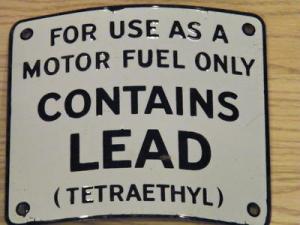 FOR USE AS A
MOTOR FUEL ONLY
CONTAINS
LEAD
(TETRAETHYL)